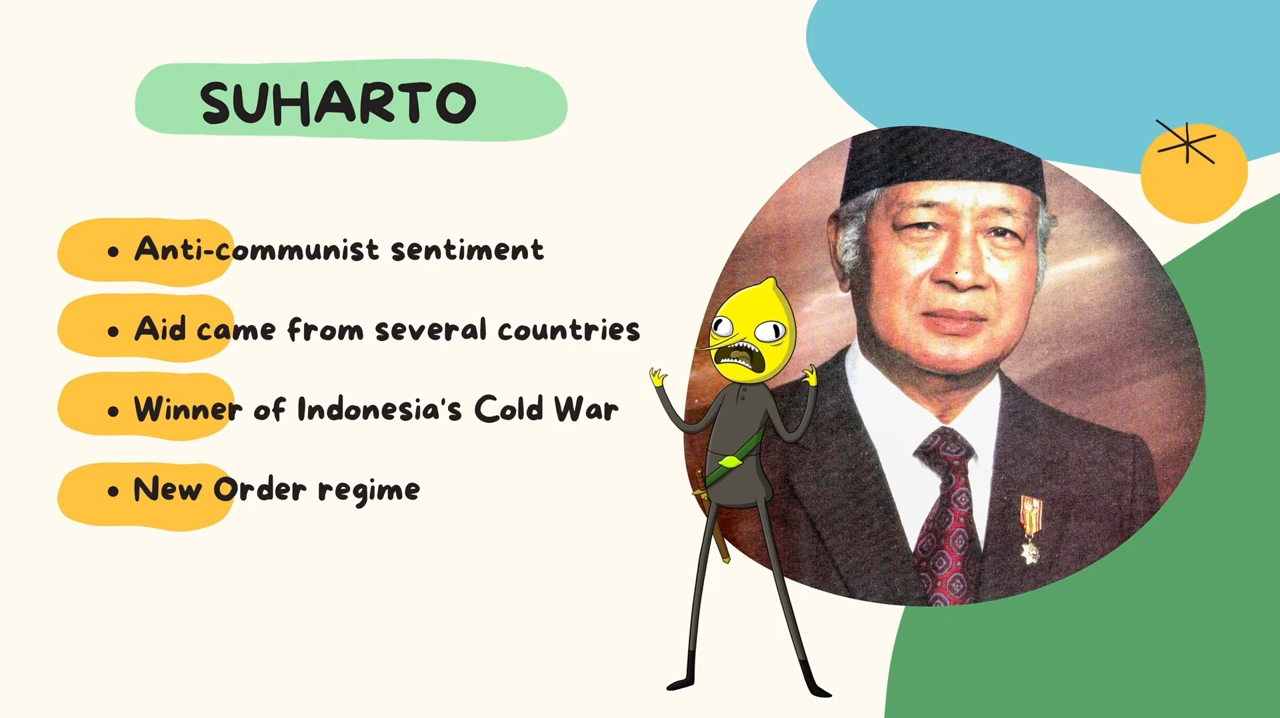 SUHARTO
• Anti-communist sentiment
• Aid came from several countries
• Winner of Indonesia's Cold War
• New Order regime